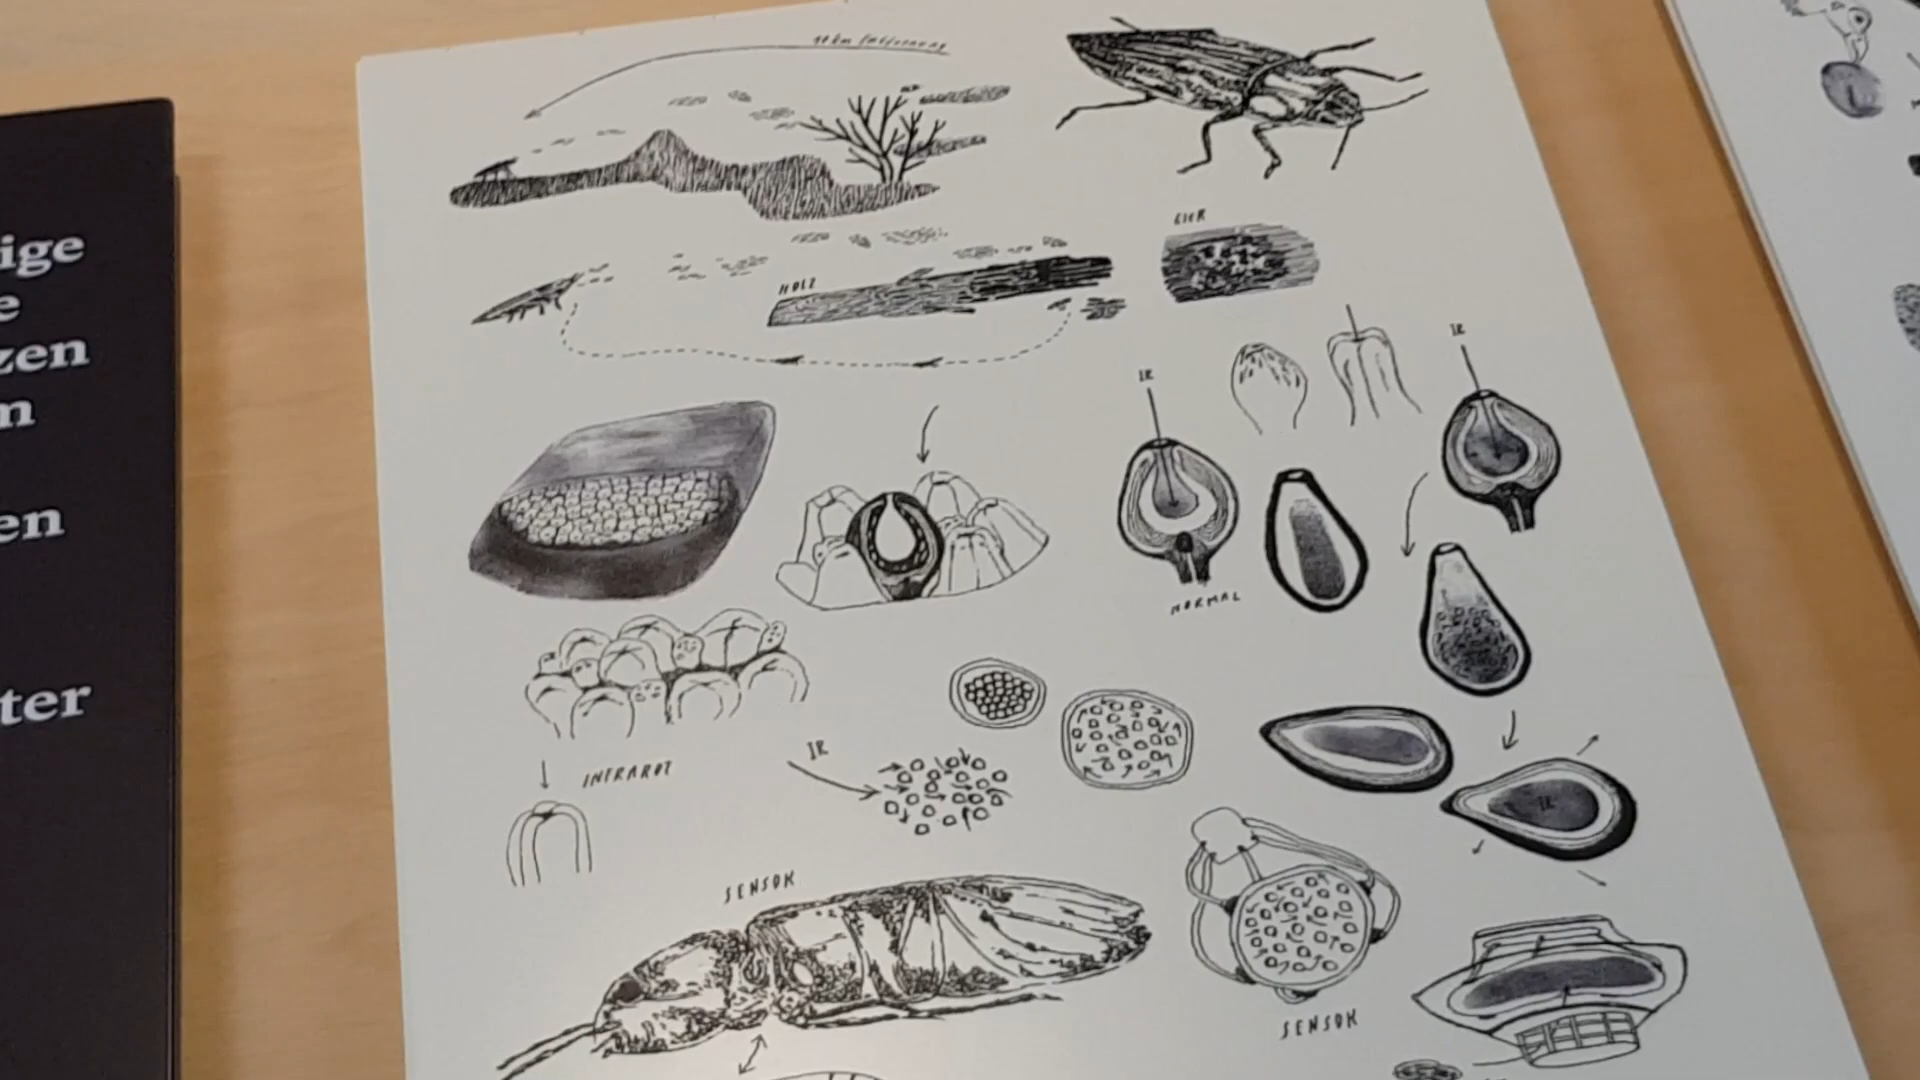 ige
e
zen
m
en
ter
HOLZ
EIER
IR
IR
NORMAL
INFRAROT
IR
IR
SENSOR
SENSOR